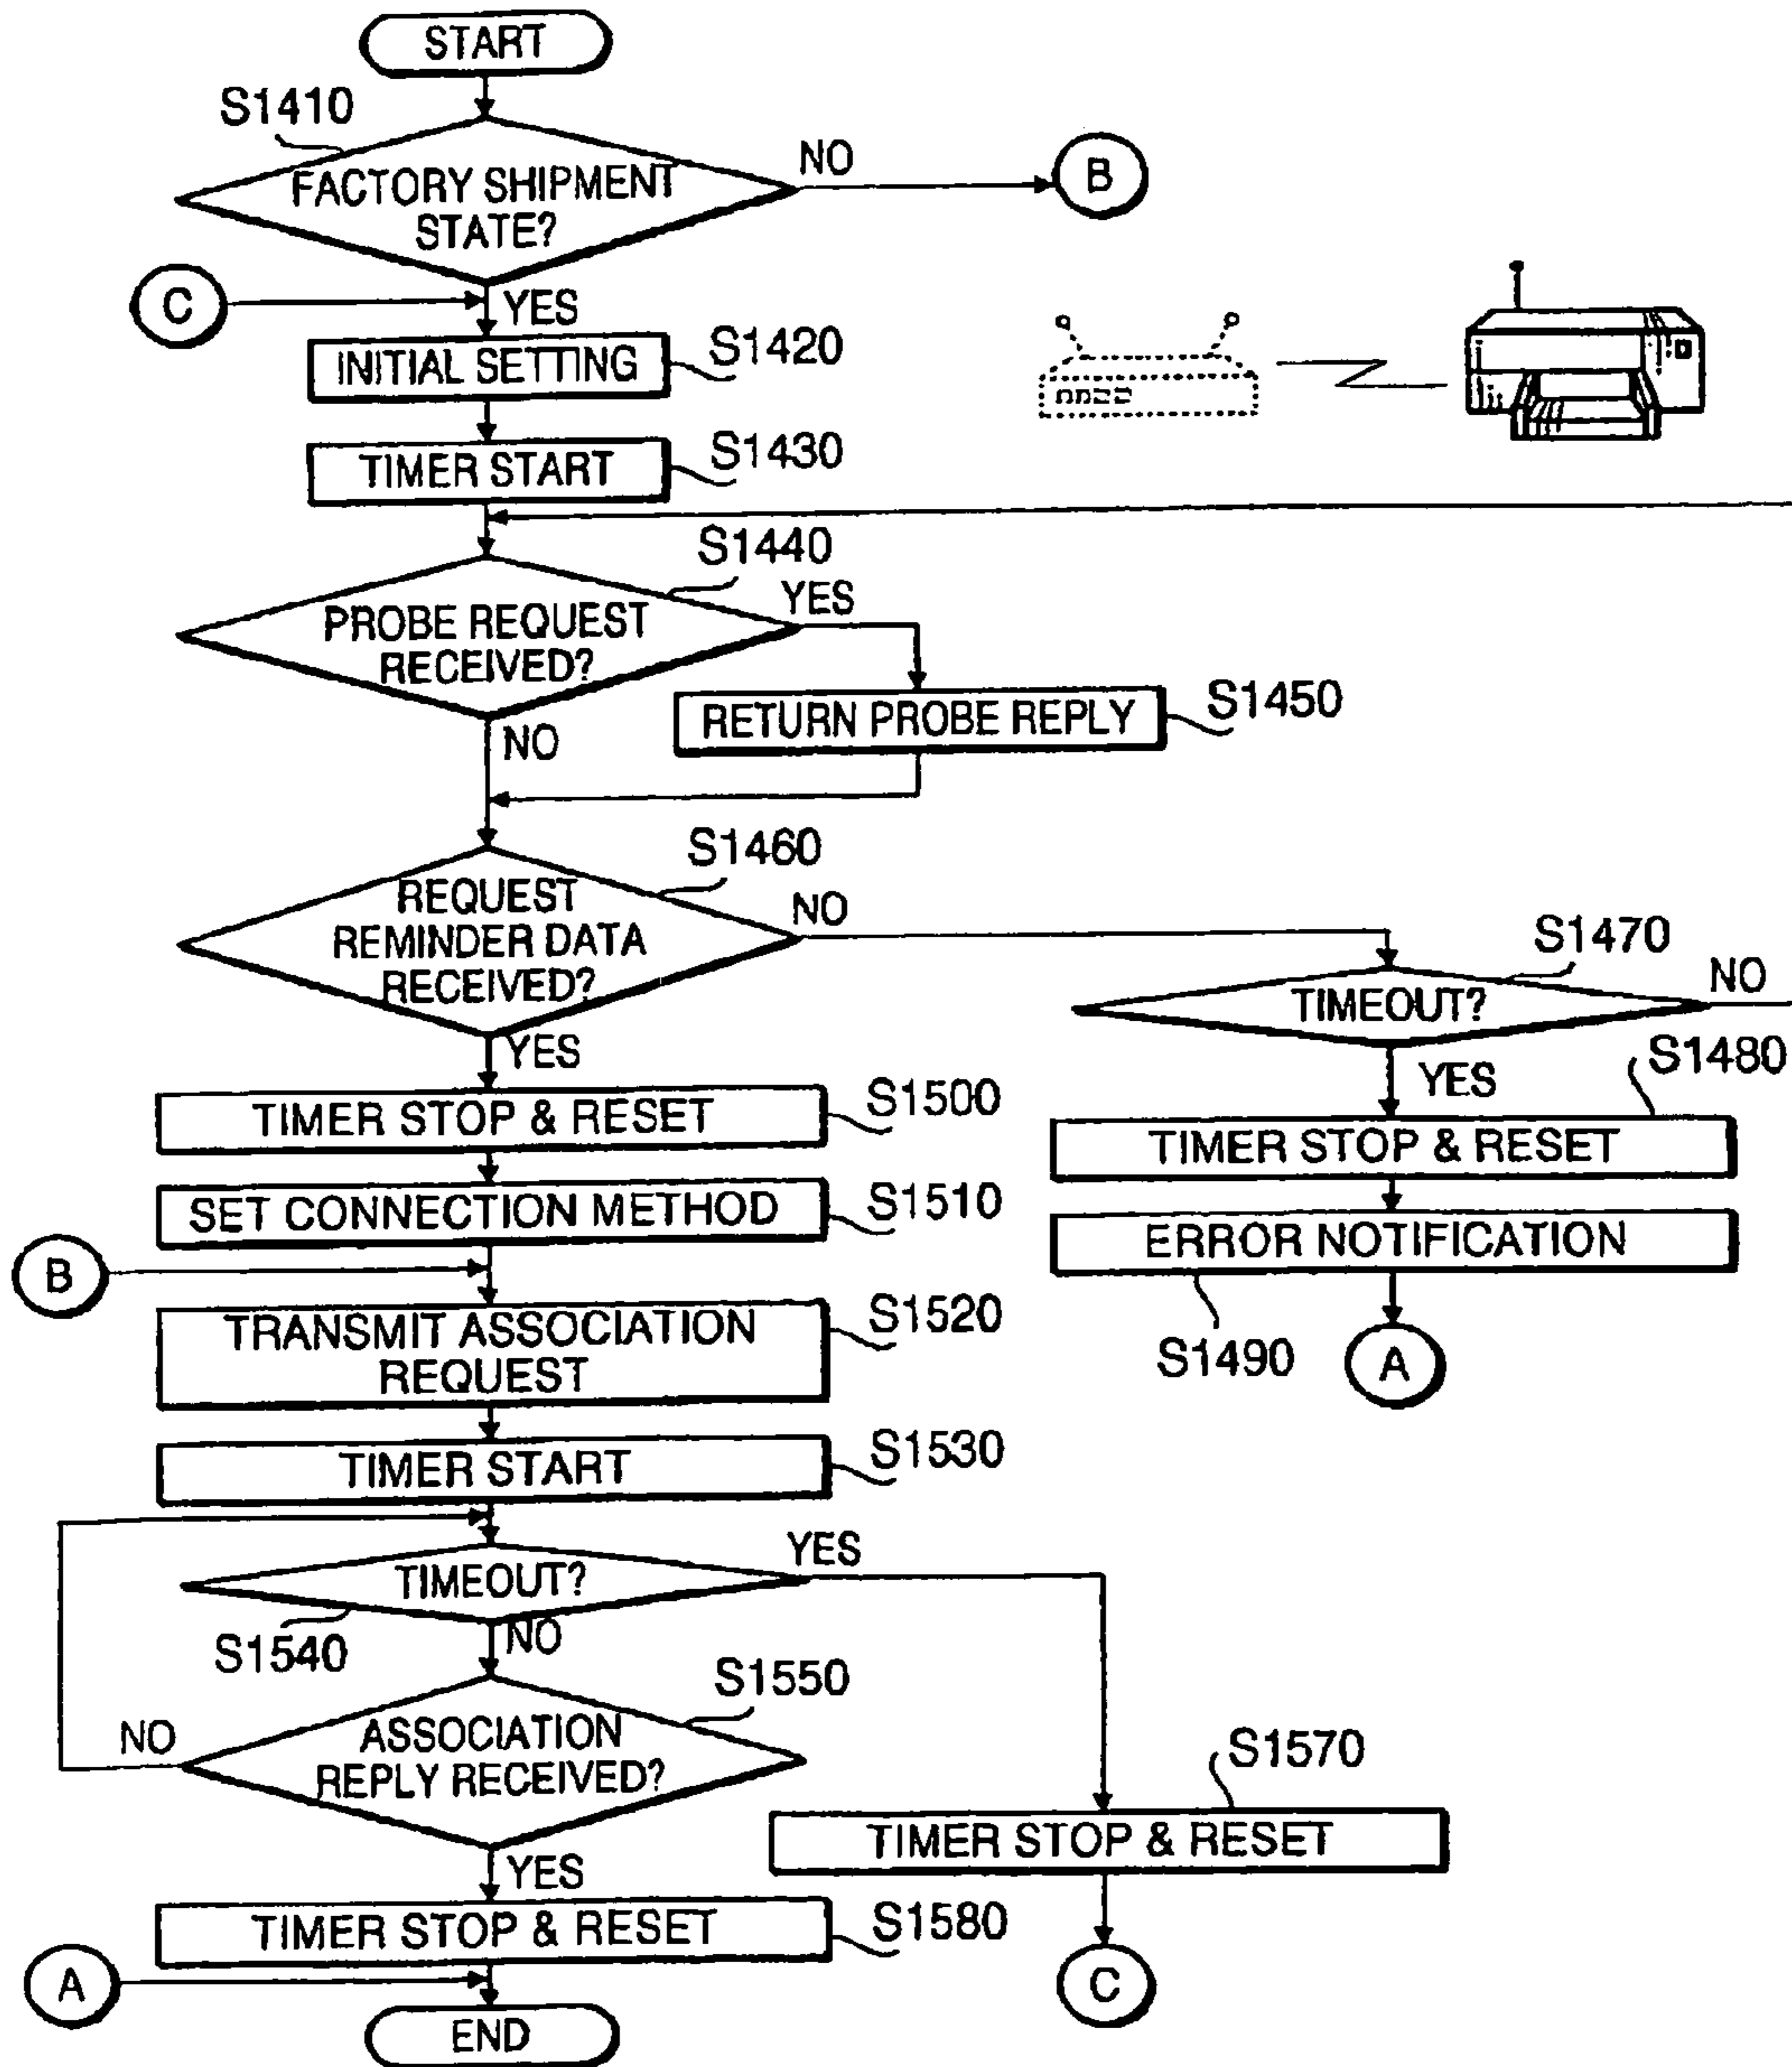 START
S1410
FACTORY SHIPMENT
STATE?
NO
B
C
YES
INITIAL SETTING
S1420
TIMER START
S1430
S1440
PROBE REQUEST
RECEIVED?
YES
RETURN PROBE REPLY
S1450
NO
S1460
REQUEST
REMINDER DATA
RECEIVED?
NO
S1470
TIMEOUT?
NO
YES
YES
S1480
TIMER STOP & RESET
S1500
TIMER STOP & RESET
SET CONNECTION METHOD
S1510
ERROR NOTIFICATION
S1490
A
B
TRANSMIT ASSOCIATION
REQUEST
S1520
TIMER START
S1530
TIMEOUT?
YES
S1540
NO
S1550
ASSOCIATION
REPLY RECEIVED?
NO
S1570
TIMER STOP & RESET
YES
TIMER STOP & RESET
S1580
A
C
END